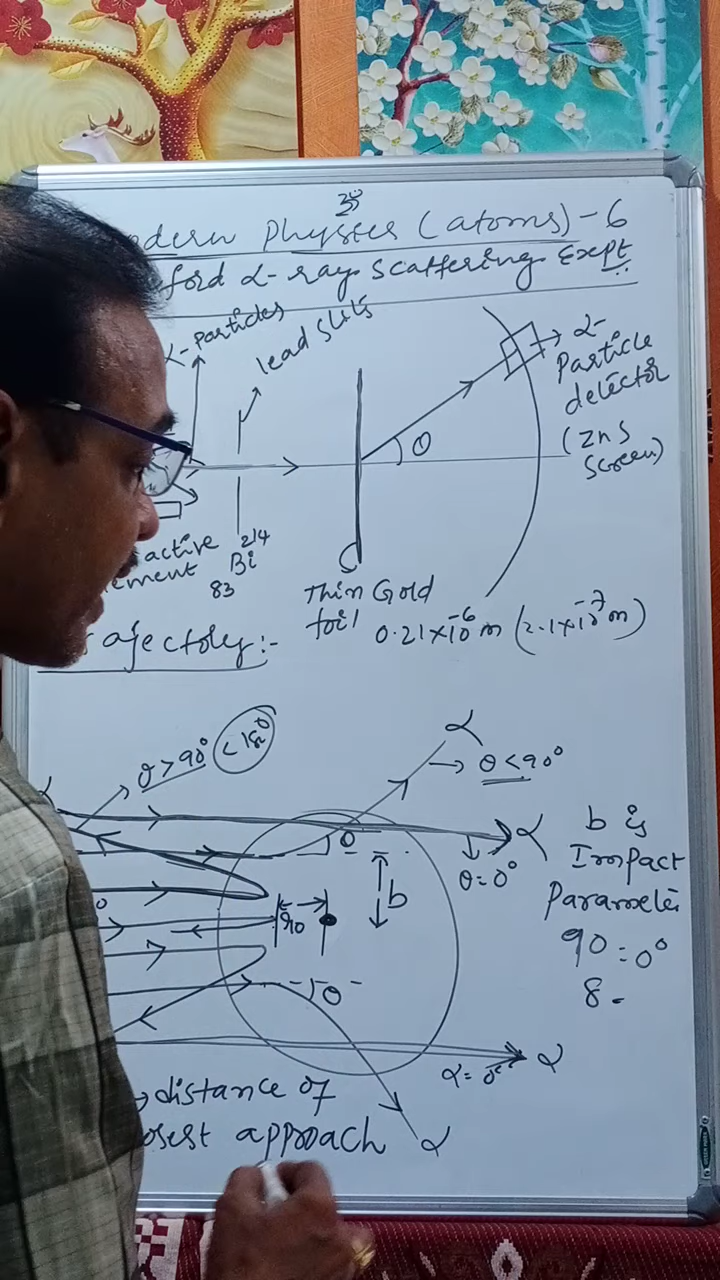 35
odern Physics (atoms) - 6
ford α-ray scattering Exept
α-particles
lead slits
θ
α-
Particle
detector
(ZnS
Screen)
active
ement
214
Bi
83
Thin Gold
foil 0.21×10⁻⁶m (2.1×10⁻⁷m)
ajectory:-
θ>90° <180°
α
→ θ<90°
α
θ
α
θ=0°
b
r0
b is
Impact
Parameter
90 = 0°
8 -
θ
α=0°
α
→ distance of
osest approach
α